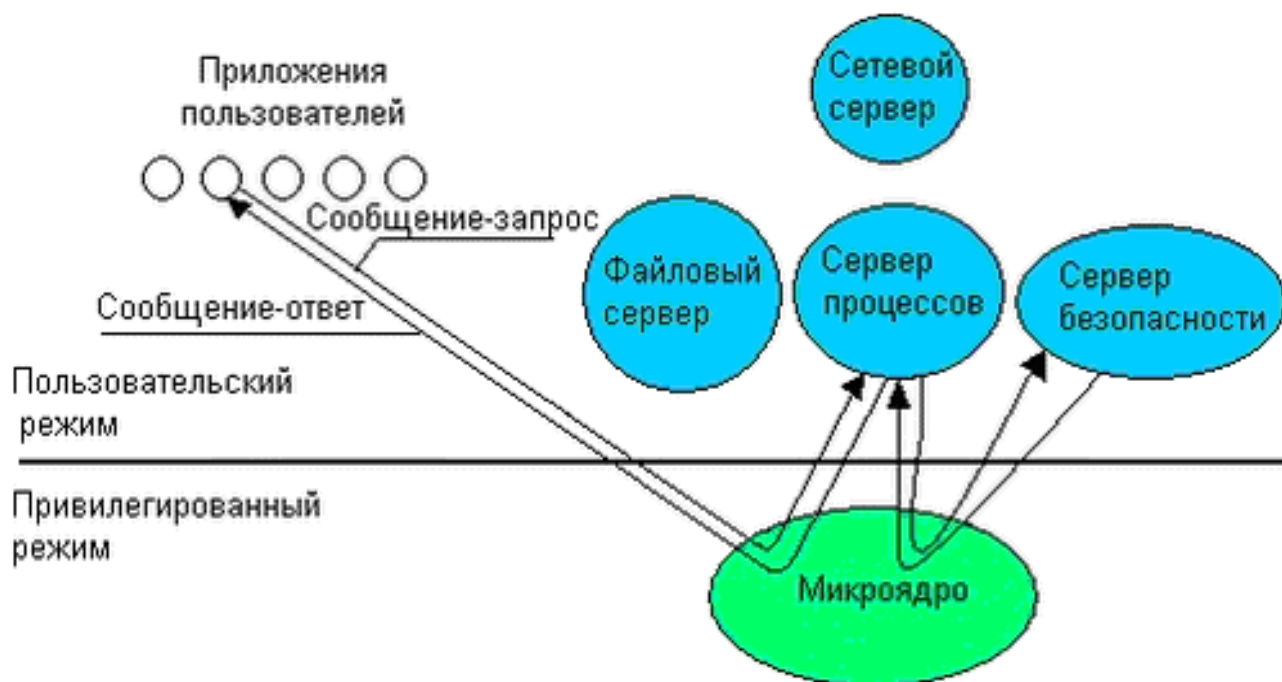 Приложения
пользователей
Сетевой
сервер
Сообщение-запрос
Файловый
сервер
Сервер
процессов
Сервер
безопасности
Сообщение-ответ
Пользовательский
режим
Привилегированный
режим
Микроядро